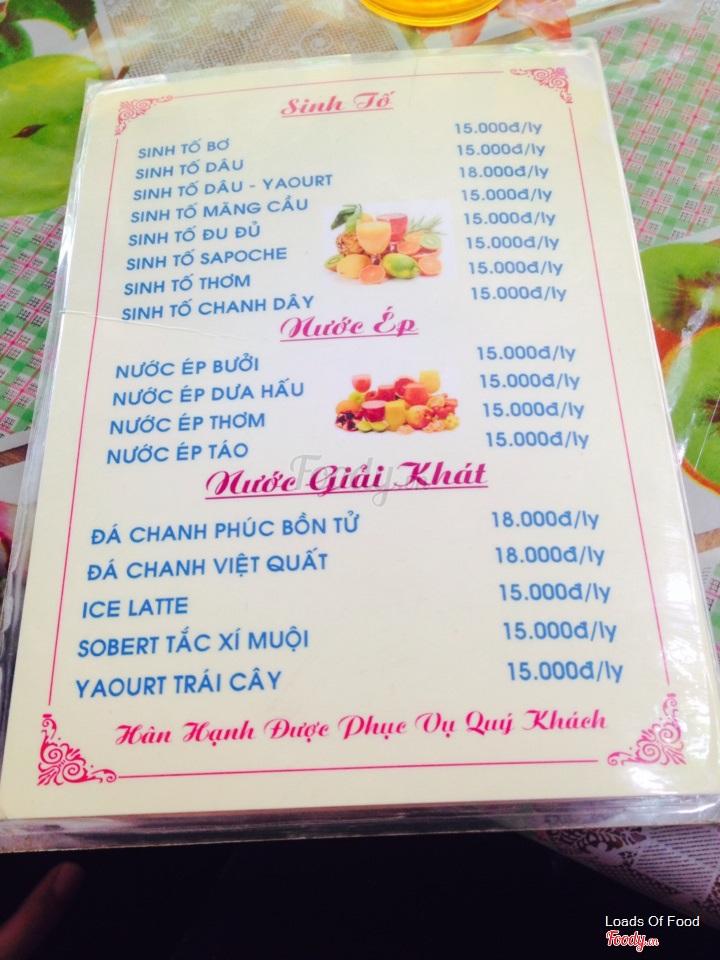 Sinh Tố
SINH TỐ BƠ 15.000đ/ly
SINH TỐ DÂU 15.000đ/ly
SINH TỐ DÂU - YAOURT 18.000đ/ly
SINH TỐ MÃNG CẦU 15.000đ/ly
SINH TỐ ĐU ĐỦ 15.000đ/ly
SINH TỐ SAPOCHE 15.000đ/ly
SINH TỐ THƠM 15.000đ/ly
SINH TỐ CHANH DÂY 15.000đ/ly
Nước Ép
NƯỚC ÉP BƯỞI 15.000đ/ly
NƯỚC ÉP DƯA HẤU 15.000đ/ly
NƯỚC ÉP THƠM 15.000đ/ly
NƯỚC ÉP TÁO 15.000đ/ly
Foody.vn
Nước Giải Khát
ĐÁ CHANH PHÚC BỒN TỬ 18.000đ/ly
ĐÁ CHANH VIỆT QUẤT 18.000đ/ly
ICE LATTE 15.000đ/ly
SOBERT TẮC XÍ MUỘI 15.000đ/ly
YAOURT TRÁI CÂY 15.000đ/ly
Hân Hạnh Được Phục Vụ Quý Khách
Loads Of Food
Foody.vn